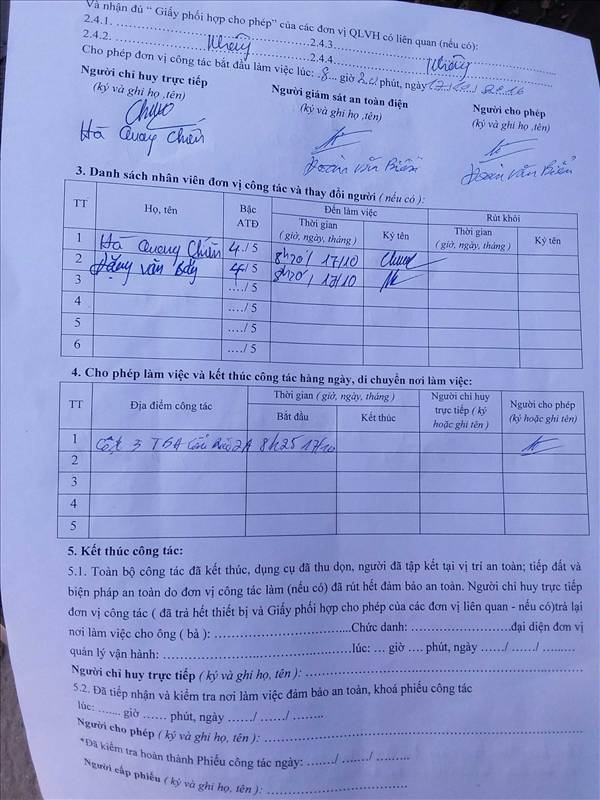 Và nhận đủ “ Giấy phối hợp cho phép” của các đơn vị QLVH có liên quan (nếu có):
2.4.1. ........ 2.4.3. ........
2.4.2. Không 2.4.4. Không
Cho phép đơn vị công tác bắt đầu làm việc lúc: 8 giờ 20 phút, ngày 17/10/2016
Người chỉ huy trực tiếp Người giám sát an toàn điện Người cho phép
(ký và ghi họ ,tên) (ký và ghi họ ,tên) (ký và ghi họ ,tên)
Hà Quang Chiến Đoàn Văn Biên Đoàn Văn Biên
3. Danh sách nhân viên đơn vị công tác và thay đổi người ( nếu có ):
TT Họ, tên Bậc ATĐ Đến làm việc Rút khỏi
Thời gian ( giờ, ngày, tháng ) Ký tên Thời gian ( giờ, ngày, tháng ) Ký tên
1 Hà Quang Chiến 4./ 5 8h20' 17/10
2 Đặng Văn Bảy 4/ 5 8h20' 17/10
3 ..../ 5
4 ..../ 5
5 ..../ 5
6 ..../ 5
4. Cho phép làm việc và kết thúc công tác hàng ngày, di chuyển nơi làm việc:
TT Địa điểm công tác Thời gian ( giờ, ngày, tháng ) Người chỉ huy trực tiếp ( ký hoặc ghi tên ) Người cho phép (ký hoặc ghi tên)
Bắt đầu Kết thúc
1 Cột 3 TBA 2A 8h25 17/10
2
3
4
5
5. Kết thúc công tác:
5.1. Toàn bộ công tác đã kết thúc, dụng cụ đã thu dọn, người đã tập kết tại vị trí an toàn; tiếp đất và
biện pháp an toàn do đơn vị công tác làm (nếu có) đã rút hết đảm bảo an toàn. Người chỉ huy trực tiếp
đơn vị công tác ( đã trả hết thiết bị và Giấy phối hợp cho phép của các đơn vị liên quan - nếu có)trả lại
nơi làm việc cho ông ( bà ): ........Chức danh: ........đại diện đơn vị
quản lý vận hành: ........lúc: ... giờ .... phút, ngày ....../ ....../ ........
Người chỉ huy trực tiếp ( ký và ghi họ, tên ): ........
5.2. Đã tiếp nhận và kiểm tra nơi làm việc đảm bảo an toàn, khoá phiếu công tác
lúc: ....... giờ ...... phút, ngày ....../ ....../ ........
Người cho phép ( ký và ghi họ, tên ): ........
*Đã kiểm tra hoàn thành Phiếu công tác ngày: ......../ ......../ ........
Người cấp phiếu ( ký và ghi họ, tên ): ........